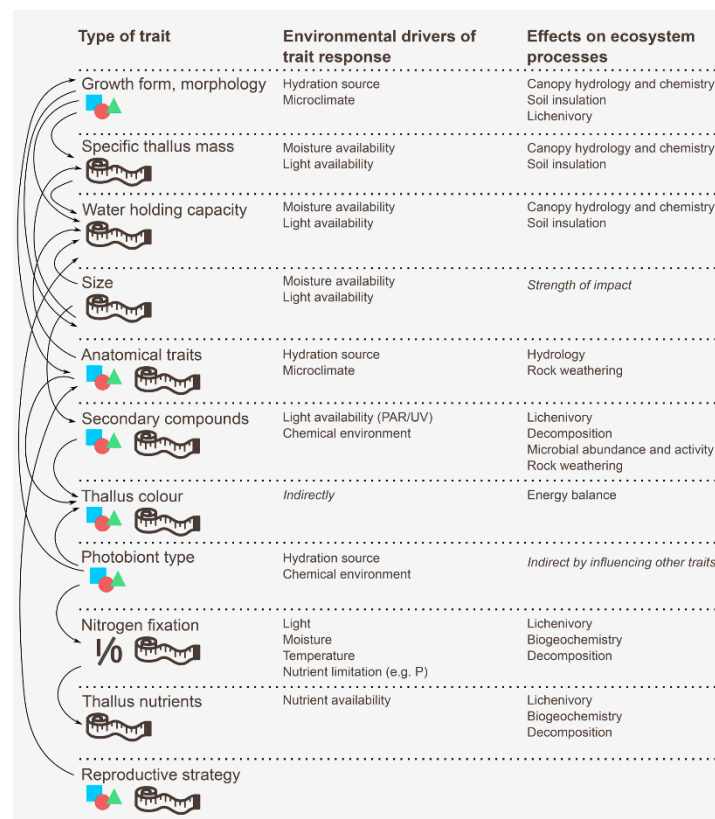 Type of trait
Environmental drivers of
trait response
Effects on ecosystem
processes
Growth form, morphology
Hydration source
Microclimate
Canopy hydrology and chemistry
Soil insulation
Lichenivory
Specific thallus mass
Moisture availability
Light availability
Canopy hydrology and chemistry
Soil insulation
Water holding capacity
Moisture availability
Light availability
Canopy hydrology and chemistry
Soil insulation
Size
Moisture availability
Light availability
Strength of impact
Anatomical traits
Hydration source
Microclimate
Hydrology
Rock weathering
Secondary compounds
Light availability (PAR/UV)
Chemical environment
Lichenivory
Decomposition
Microbial abundance and activity
Rock weathering
Thallus colour
Indirectly
Energy balance
Photobiont type
Hydration source
Chemical environment
Indirect by influencing other traits
Nitrogen fixation
1/0
Light
Moisture
Temperature
Nutrient limitation (e.g. P)
Lichenivory
Biogeochemistry
Decomposition
Thallus nutrients
Nutrient availability
Lichenivory
Biogeochemistry
Decomposition
Reproductive strategy